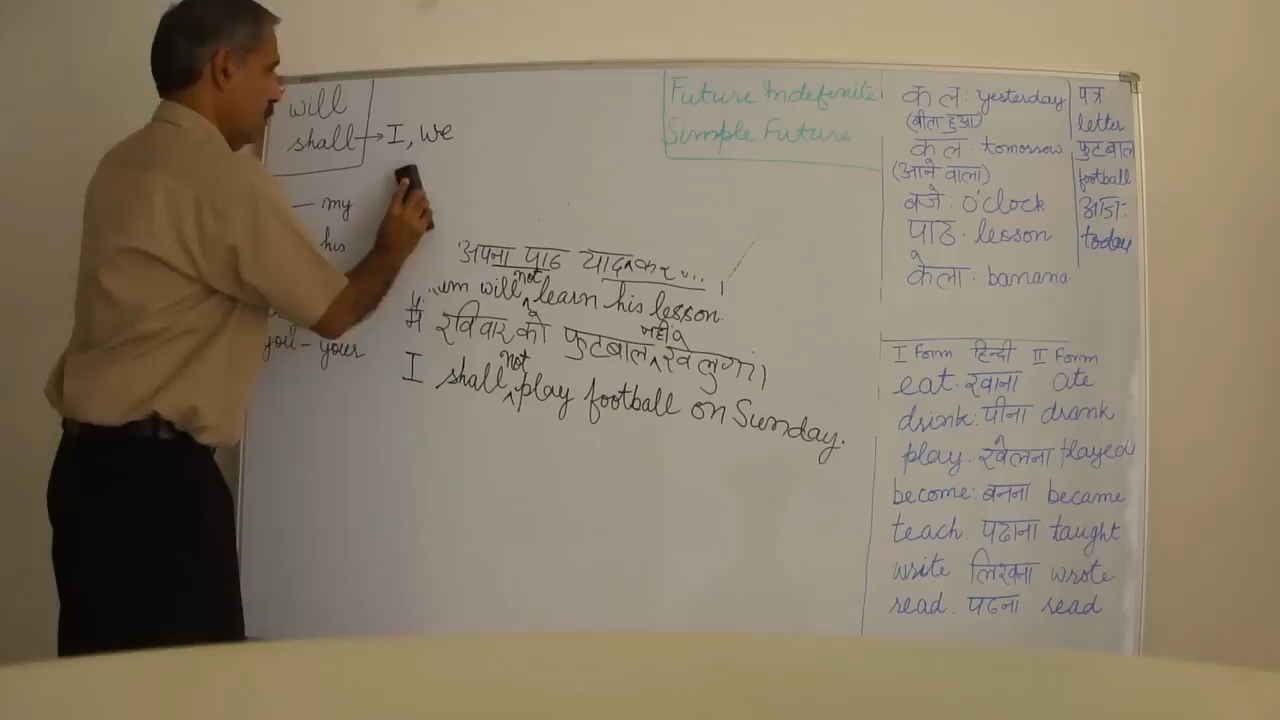 will
shall → I, we
— my
his
you - your
Future Indefinite
Simple Future
अपना पाठ याद कर
will not learn his lesson.
मैं रविवार को फुटबाल नहीं खेलूगां।
I shall not play football on Sunday.
कल: yesterday
(बीता हुआ)
कल: tomorrow
(आने वाला)
बजे: O'clock
पाठ. lesson
केला. banana
पत्र:
letter
फुटबाल
football
आज:
today
I Form हिन्दी II Form
eat. खाना ate
drink: पीना drank
play. खेलना played
become: बनना became
teach: पढाना taught
write लिखना wrote
read. पढना read